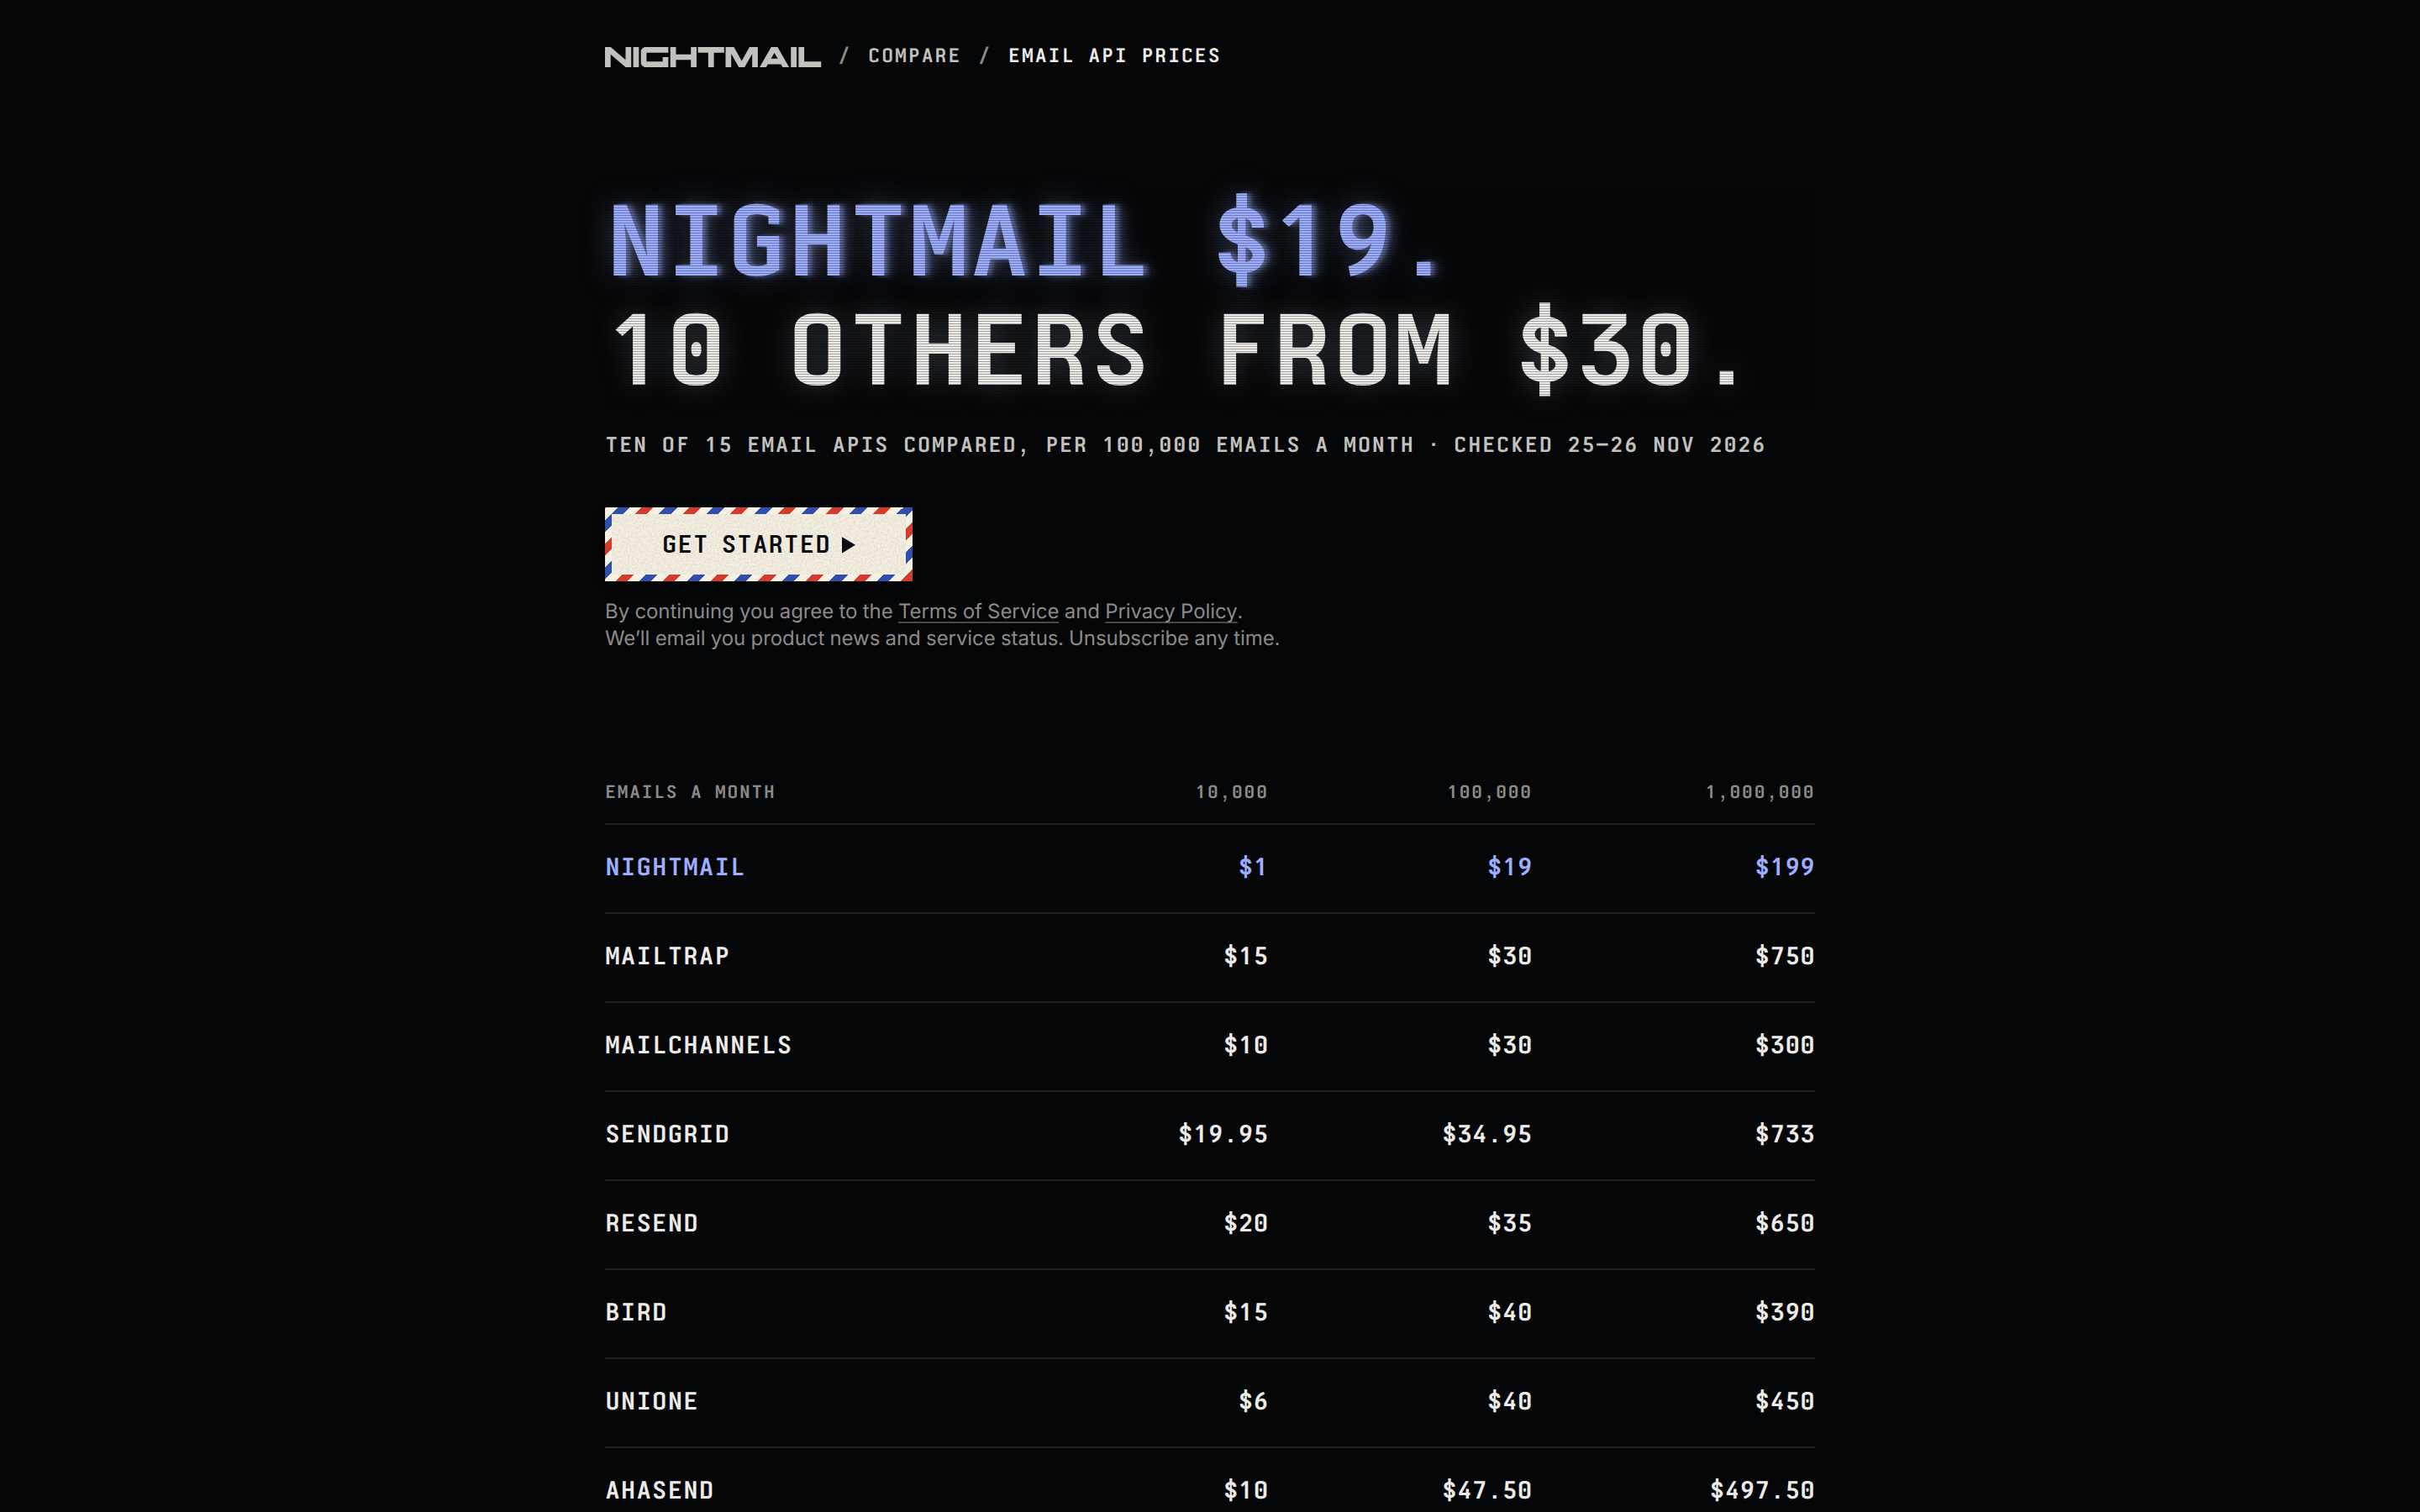 NIGHTMAIL / COMPARE / EMAIL API PRICES
NIGHTMAIL $19.
10 OTHERS FROM $30.
TEN OF 15 EMAIL APIS COMPARED, PER 100,000 EMAILS A MONTH · CHECKED 25–26 NOV 2026
GET STARTED ▶
By continuing you agree to the Terms of Service and Privacy Policy.
We’ll email you product news and service status. Unsubscribe any time.
EMAILS A MONTH 10,000 100,000 1,000,000
NIGHTMAIL $1 $19 $199
MAILTRAP $15 $30 $750
MAILCHANNELS $10 $30 $300
SENDGRID $19.95 $34.95 $733
RESEND $20 $35 $650
BIRD $15 $40 $390
UNIONE $6 $40 $450
AHASEND $10 $47.50 $497.50